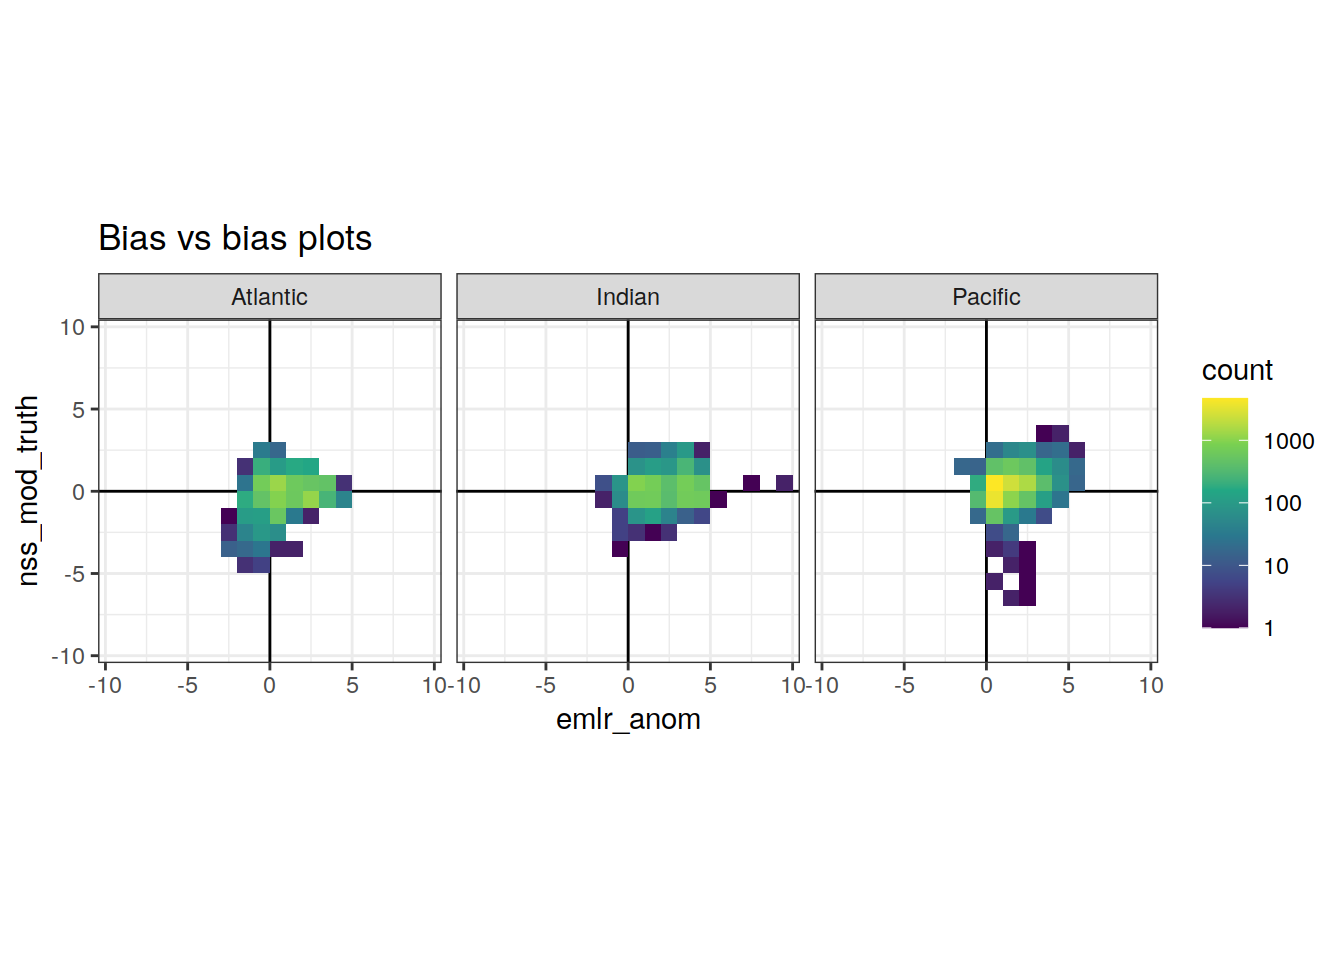 Bias vs bias plots
Atlantic
Indian
Pacific
nss_mod_truth
10
5
0
-5
-10
-10 -5 0 5 10
-10 -5 0 5 10
-10 -5 0 5 10
emlr_anom
count
1000
100
10
1